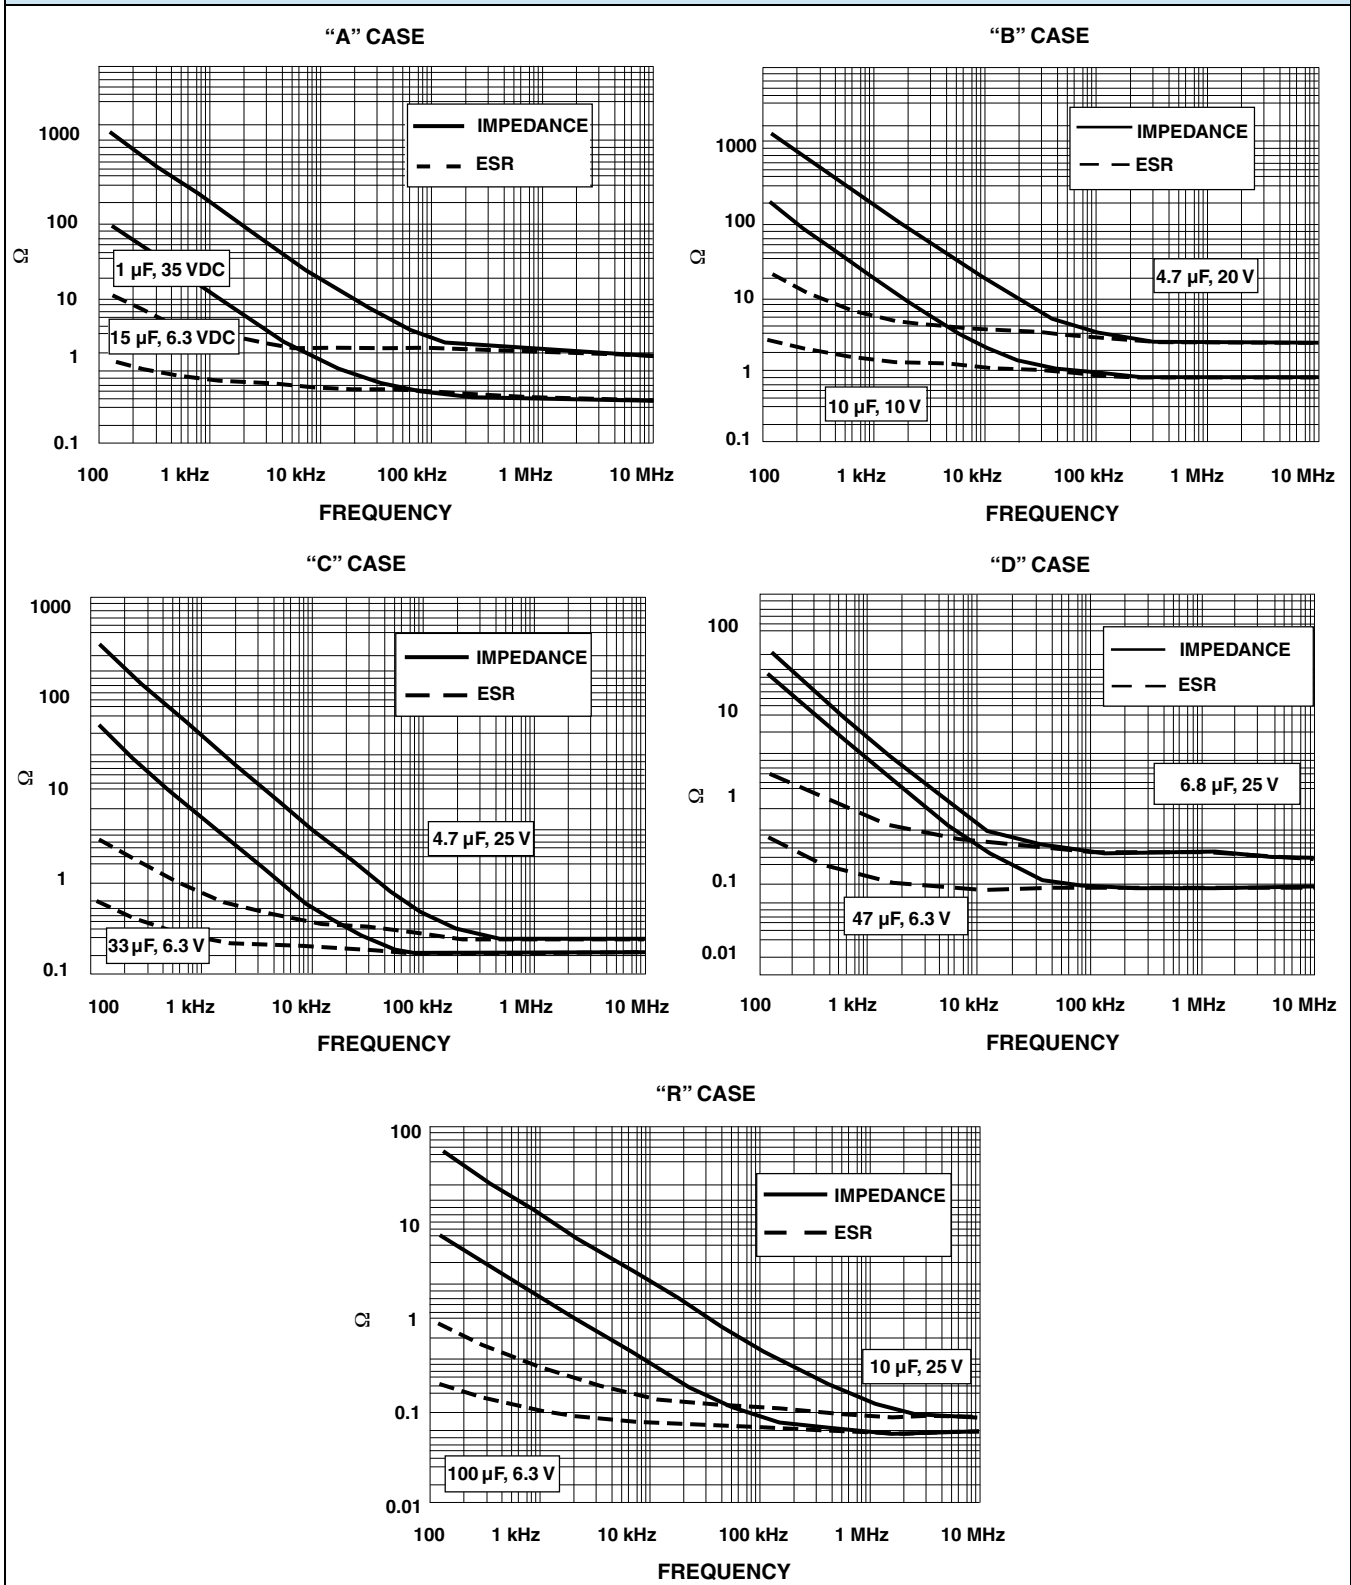 “A” CASE
IMPEDANCE
ESR
1000
100
10
1
0.1
Ω
1 µF, 35 VDC
15 µF, 6.3 VDC
100 1 kHz 10 kHz 100 kHz 1 MHz 10 MHz
FREQUENCY
“B” CASE
IMPEDANCE
ESR
1000
100
10
1
0.1
Ω
4.7 µF, 20 V
10 µF, 10 V
100 1 kHz 10 kHz 100 kHz 1 MHz 10 MHz
FREQUENCY
“C” CASE
IMPEDANCE
ESR
1000
100
10
1
0.1
Ω
4.7 µF, 25 V
33 µF, 6.3 V
100 1 kHz 10 kHz 100 kHz 1 MHz 10 MHz
FREQUENCY
“D” CASE
IMPEDANCE
ESR
100
10
1
0.1
0.01
Ω
6.8 µF, 25 V
47 µF, 6.3 V
100 1 kHz 10 kHz 100 kHz 1 MHz 10 MHz
FREQUENCY
“R” CASE
IMPEDANCE
ESR
100
10
1
0.1
0.01
Ω
10 µF, 25 V
100 µF, 6.3 V
100 1 kHz 10 kHz 100 kHz 1 MHz 10 MHz
FREQUENCY